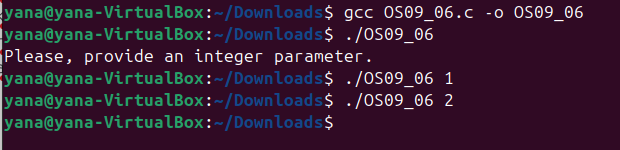 yana@yana-VirtualBox:~/Downloads$ gcc OS09_06.c -o OS09_06
yana@yana-VirtualBox:~/Downloads$ ./OS09_06
Please, provide an integer parameter.
yana@yana-VirtualBox:~/Downloads$ ./OS09_06 1
yana@yana-VirtualBox:~/Downloads$ ./OS09_06 2
yana@yana-VirtualBox:~/Downloads$